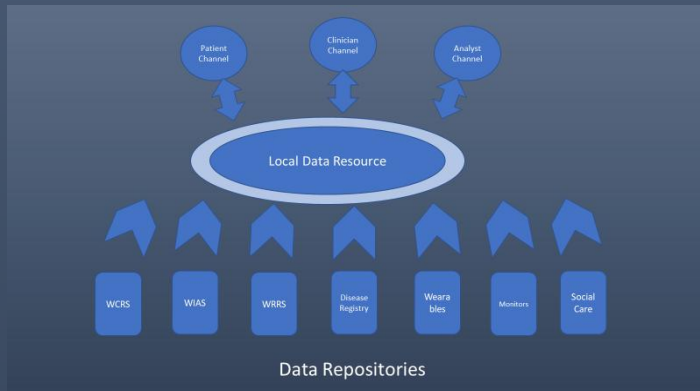 Patient
Channel
Clinician
Channel
Analyst
Channel
Local Data Resource
WCRS
WIAS
WRRS
Disease
Registry
Weara
bles
Monitors
Social
Care
Data Repositories